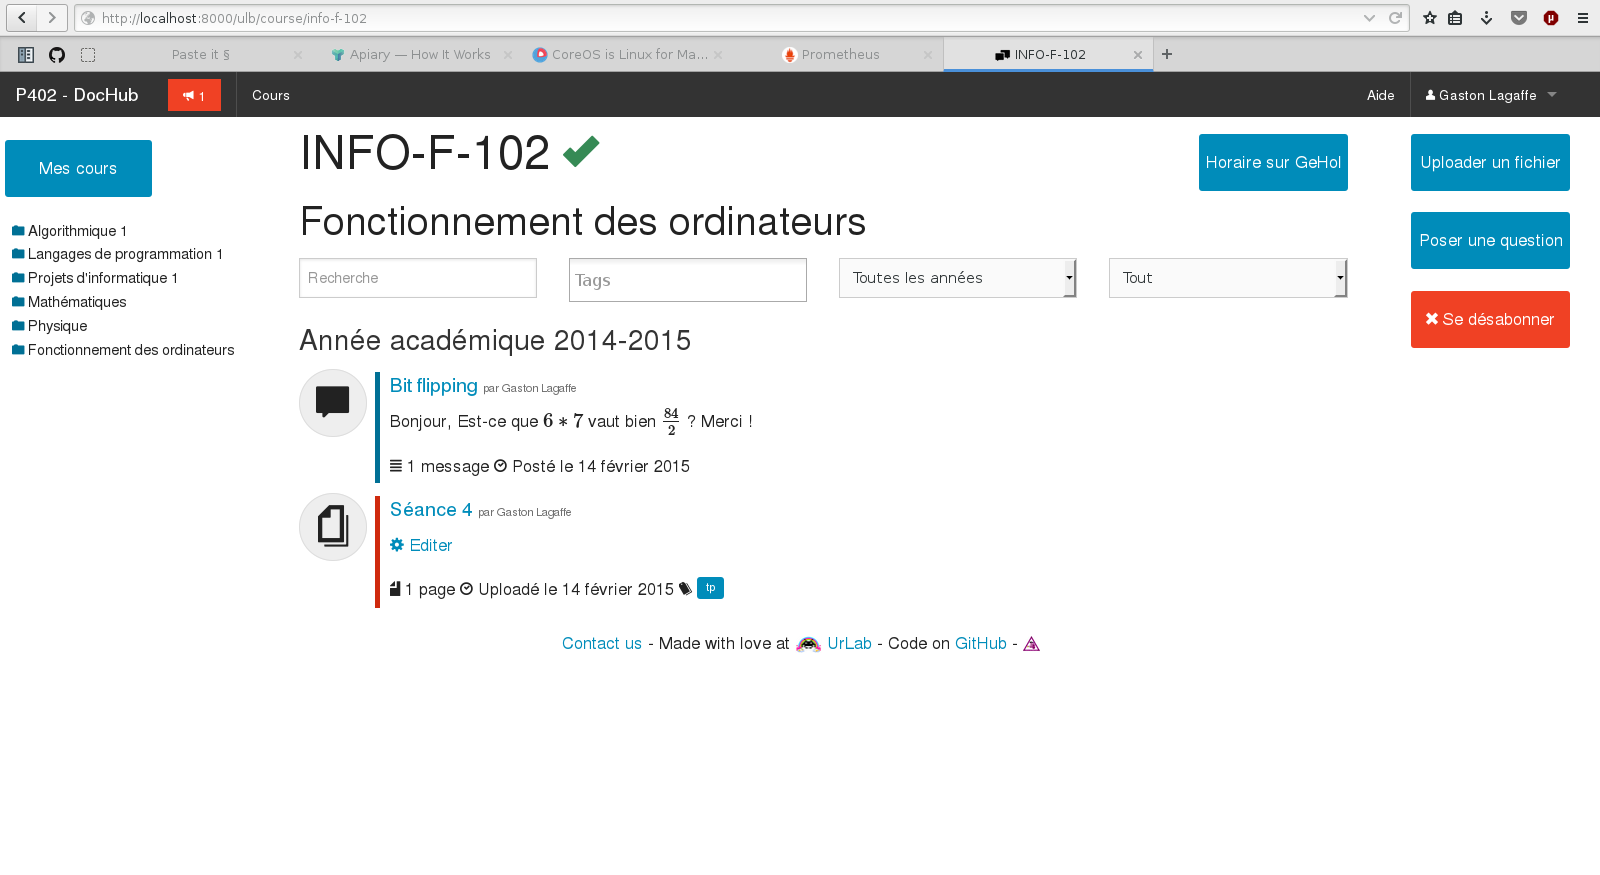 http://localhost:8000/ulb/course/info-f-102
Paste it §
Apiary — How It Works
CoreOS is Linux for Ma...
Prometheus
INFO-F-102
P402 - DocHub
1
Cours
Aide
Gaston Lagaffe
Mes cours
Algorithmique 1
Langages de programmation 1
Projets d'informatique 1
Mathématiques
Physique
Fonctionnement des ordinateurs
INFO-F-102
Horaire sur GeHol
Uploader un fichier
Fonctionnement des ordinateurs
Poser une question
Recherche
Tags
Toutes les années
Tout
Se désabonner
Année académique 2014-2015
Bit flipping par Gaston Lagaffe
Bonjour, Est-ce que 6 * 7 vaut bien 84/2 ? Merci !
1 message Posté le 14 février 2015
Séance 4 par Gaston Lagaffe
Editer
1 page Uploadé le 14 février 2015 tp
Contact us - Made with love at UrLab - Code on GitHub -